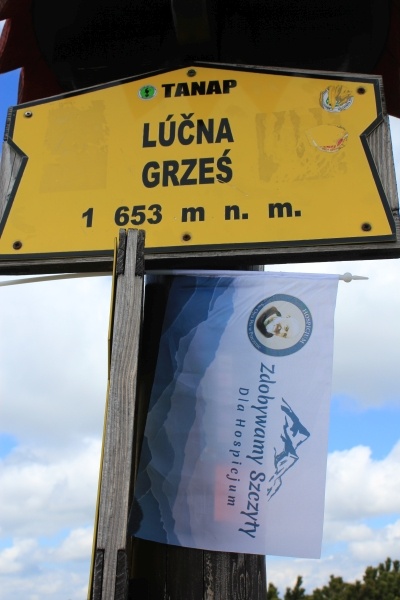 TANAP
LÚČNA
GRZEŚ
1 653 m n. m.
Zdobywamy Szczyty
Dla Hospicjum